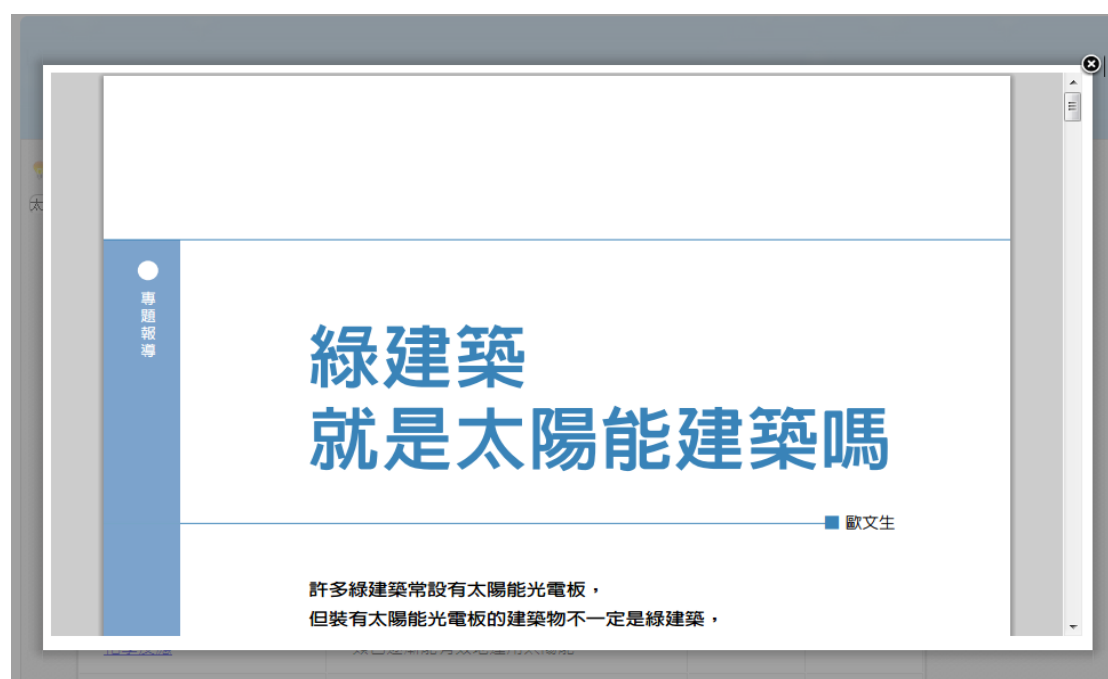 太
專題報導
綠建築
就是太陽能建築嗎
歐文生
許多綠建築常設有太陽能光電板，
但裝有太陽能光電板的建築物不一定是綠建築，